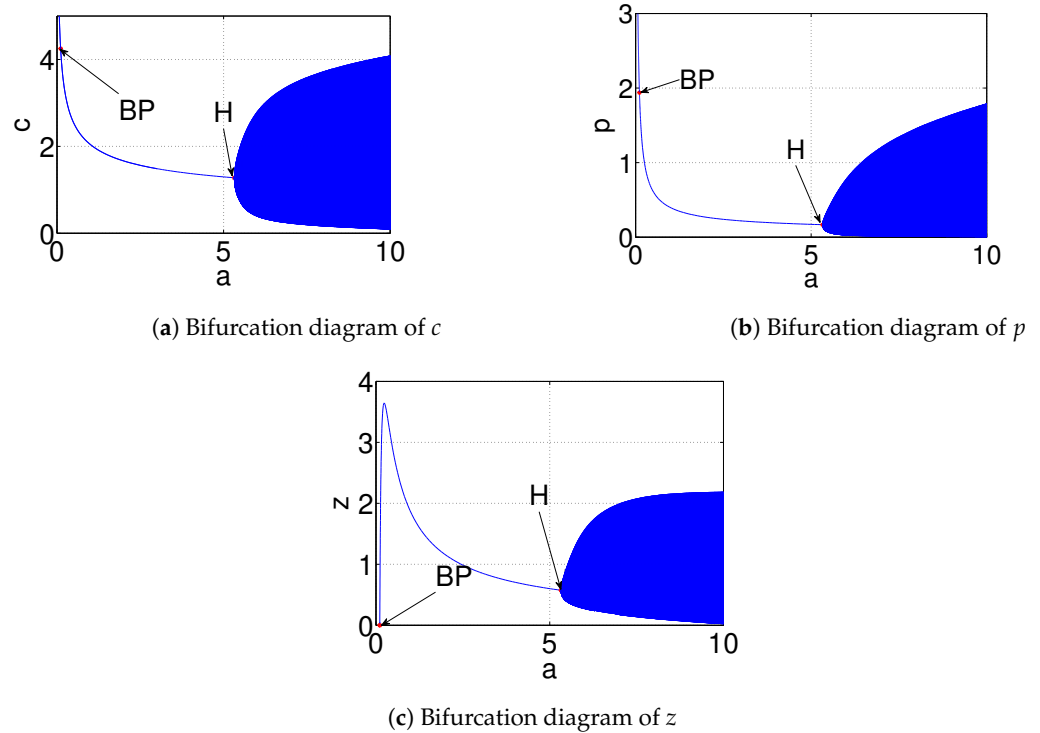 4
2
0
c
BP
H
0
5
10
a
(a) Bifurcation diagram of c
3
2
1
0
p
BP
H
0
5
10
a
(b) Bifurcation diagram of p
4
3
2
1
0
z
H
BP
0
5
10
a
(c) Bifurcation diagram of z